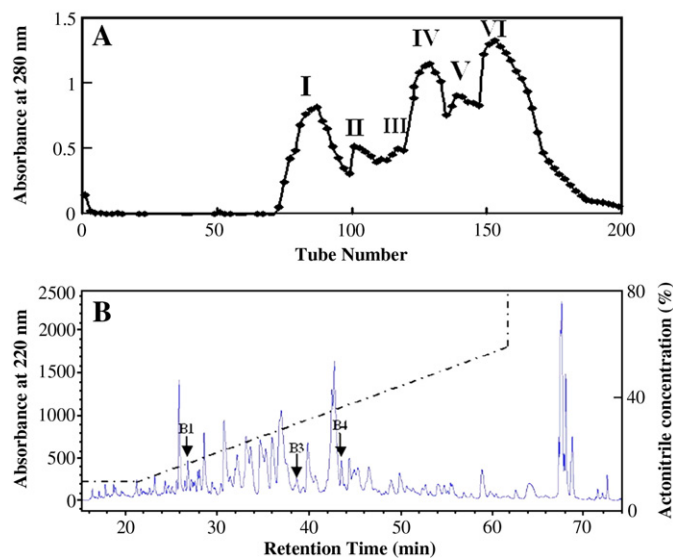 A
I
II
III
IV
V
VI
Absorbance at 280 nm
1.5
1
0.5
0
0 50 100 150 200
Tube Number
B
B1
B3
B4
Absorbance at 220 nm
2500
2000
1500
1000
500
0
80
40
0
Actonitrile concentration (%)
20 30 40 50 60 70
Retention Time (min)